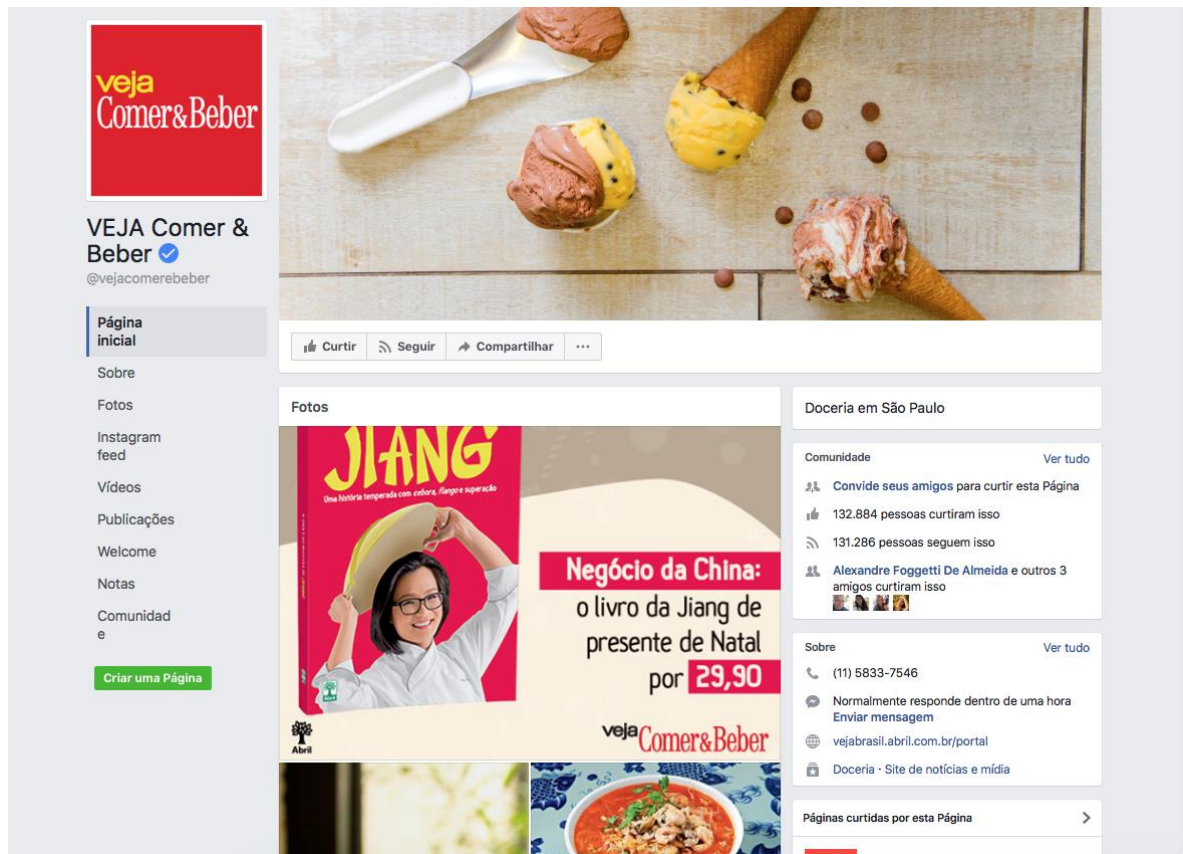 veja
Comer&Beber
VEJA Comer &
Beber
@vejacomerebeber
Página
inicial
Sobre
Fotos
Instagram
feed
Vídeos
Publicações
Welcome
Notas
Comunidad
e
Criar uma Página
Curtir
Seguir
Compartilhar
Fotos
JIANG
Uma história temperada com cebola, flango e superação
Negócio da China:
o livro da Jiang de
presente de Natal
por 29,90
Abril
veja Comer&Beber
Doceria em São Paulo
Comunidade Ver tudo
Convide seus amigos para curtir esta Página
132.884 pessoas curtiram isso
131.286 pessoas seguem isso
Alexandre Foggetti De Almeida e outros 3
amigos curtiram isso
Sobre Ver tudo
(11) 5833-7546
Normalmente responde dentro de uma hora
Enviar mensagem
vejabrasil.abril.com.br/portal
Doceria · Site de notícias e mídia
Páginas curtidas por esta Página